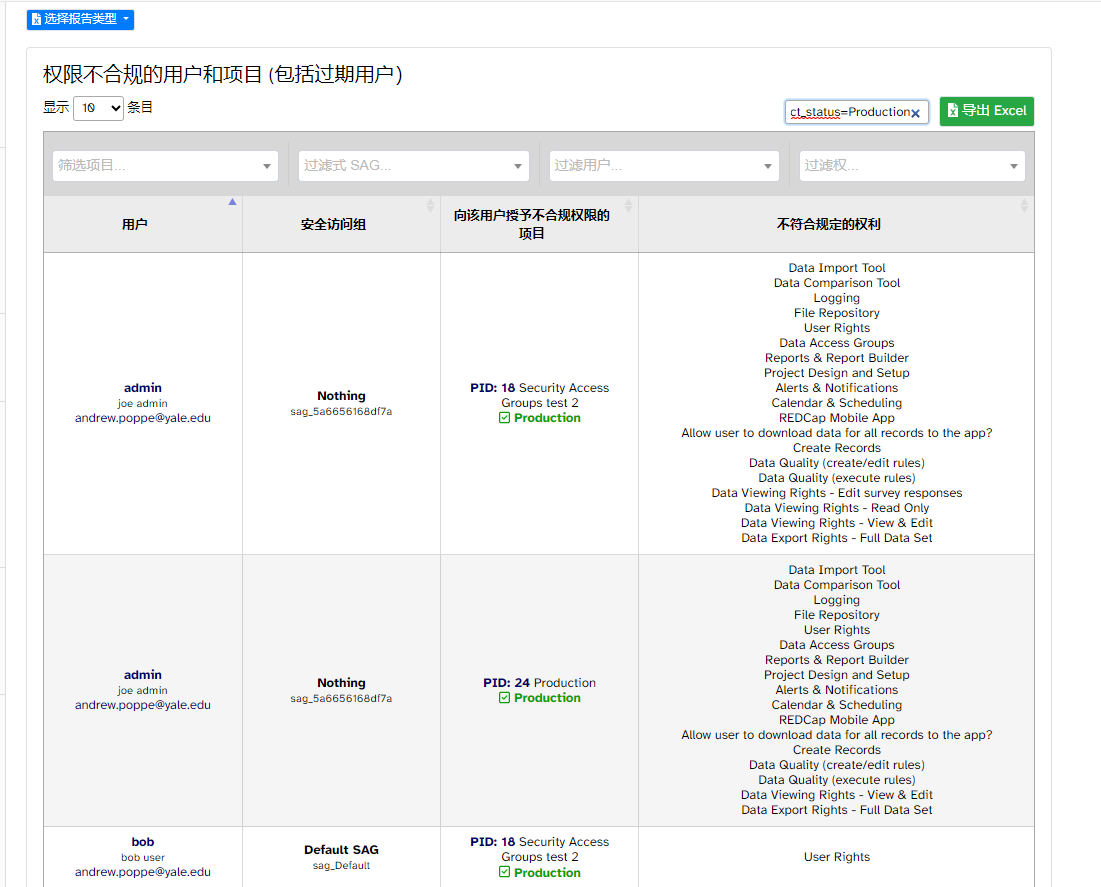 选择报告类型
权限不合规的用户和项目 (包括过期用户)
显示 10 条目
ct_status=Production
导出 Excel
筛选项目...
过滤式 SAG...
过滤用户...
过滤权...
用户
安全访问组
向该用户授予不合规权限的
项目
不符合规定的权利
admin
joe admin
andrew.poppe@yale.edu
Nothing
sag_5a6656168df7a
PID: 18 Security Access
Groups test 2
Production
Data Import Tool
Data Comparison Tool
Logging
File Repository
User Rights
Data Access Groups
Reports & Report Builder
Project Design and Setup
Alerts & Notifications
Calendar & Scheduling
REDCap Mobile App
Allow user to download data for all records to the app?
Create Records
Data Quality (create/edit rules)
Data Quality (execute rules)
Data Viewing Rights - Edit survey responses
Data Viewing Rights - Read Only
Data Viewing Rights - View & Edit
Data Export Rights - Full Data Set
admin
joe admin
andrew.poppe@yale.edu
Nothing
sag_5a6656168df7a
PID: 24 Production
Production
Data Import Tool
Data Comparison Tool
Logging
File Repository
User Rights
Data Access Groups
Reports & Report Builder
Project Design and Setup
Alerts & Notifications
Calendar & Scheduling
REDCap Mobile App
Allow user to download data for all records to the app?
Create Records
Data Quality (create/edit rules)
Data Quality (execute rules)
Data Viewing Rights - View & Edit
Data Export Rights - Full Data Set
bob
bob user
andrew.poppe@yale.edu
Default SAG
sag_Default
PID: 18 Security Access
Groups test 2
Production
User Rights